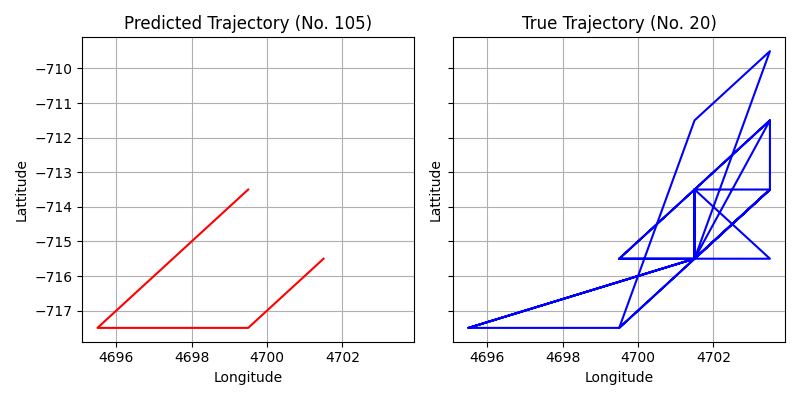 Predicted Trajectory (No. 105)
True Trajectory (No. 20)
Lattitude
−710
−711
−712
−713
−714
−715
−716
−717
4696
4698
4700
4702
Longitude
Lattitude
4696
4698
4700
4702
Longitude